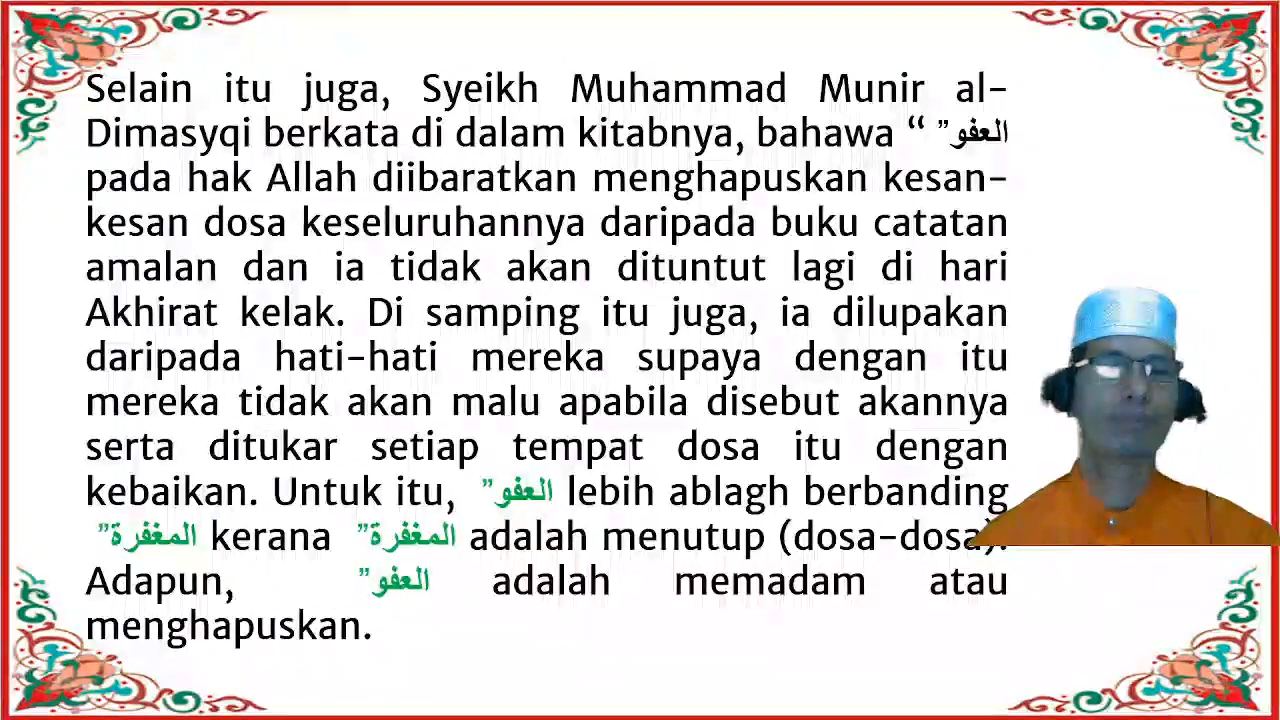 Selain itu juga, Syeikh Muhammad Munir al-
Dimasyqi berkata di dalam kitabnya, bahawa “ العفو”
pada hak Allah diibaratkan menghapuskan kesan-
kesan dosa keseluruhannya daripada buku catatan
amalan dan ia tidak akan dituntut lagi di hari
Akhirat kelak. Di samping itu juga, ia dilupakan
daripada hati-hati mereka supaya dengan itu
mereka tidak akan malu apabila disebut akannya
serta ditukar setiap tempat dosa itu dengan
kebaikan. Untuk itu, العفو” lebih ablagh berbanding
المغفرة” kerana المغفرة” adalah menutup (dosa-dosa).
Adapun, العفو” adalah memadam atau
menghapuskan.